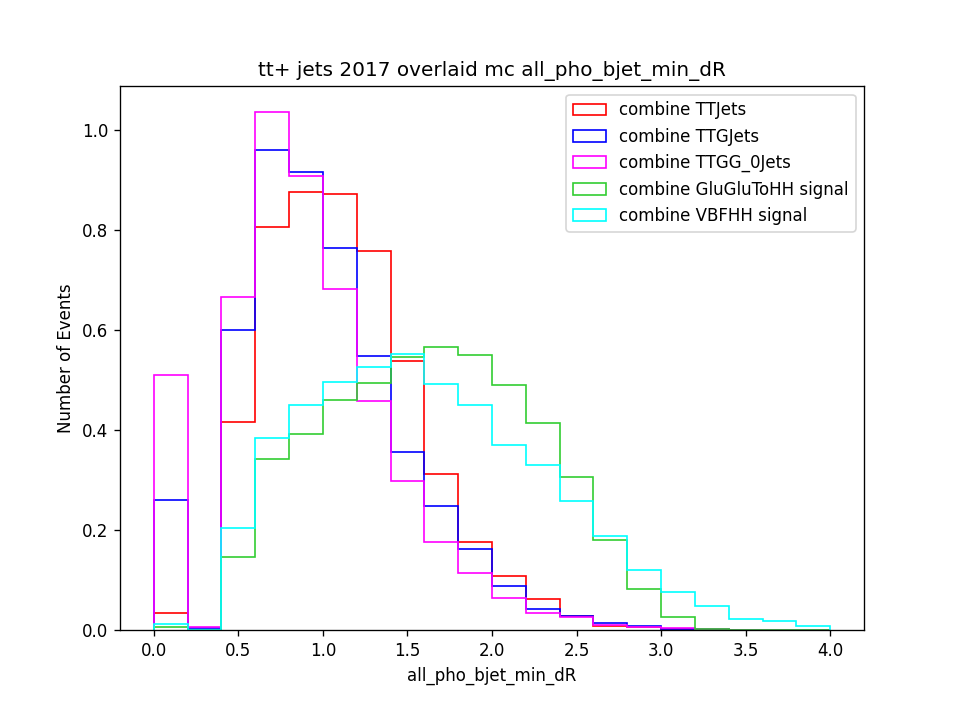 tt+ jets 2017 overlaid mc all_pho_bjet_min_dR
combine TTJets
combine TTGJets
combine TTGG_0Jets
combine GluGluToHH signal
combine VBFHH signal
Number of Events
1.0
0.8
0.6
0.4
0.2
0.0
0.0 0.5 1.0 1.5 2.0 2.5 3.0 3.5 4.0
all_pho_bjet_min_dR